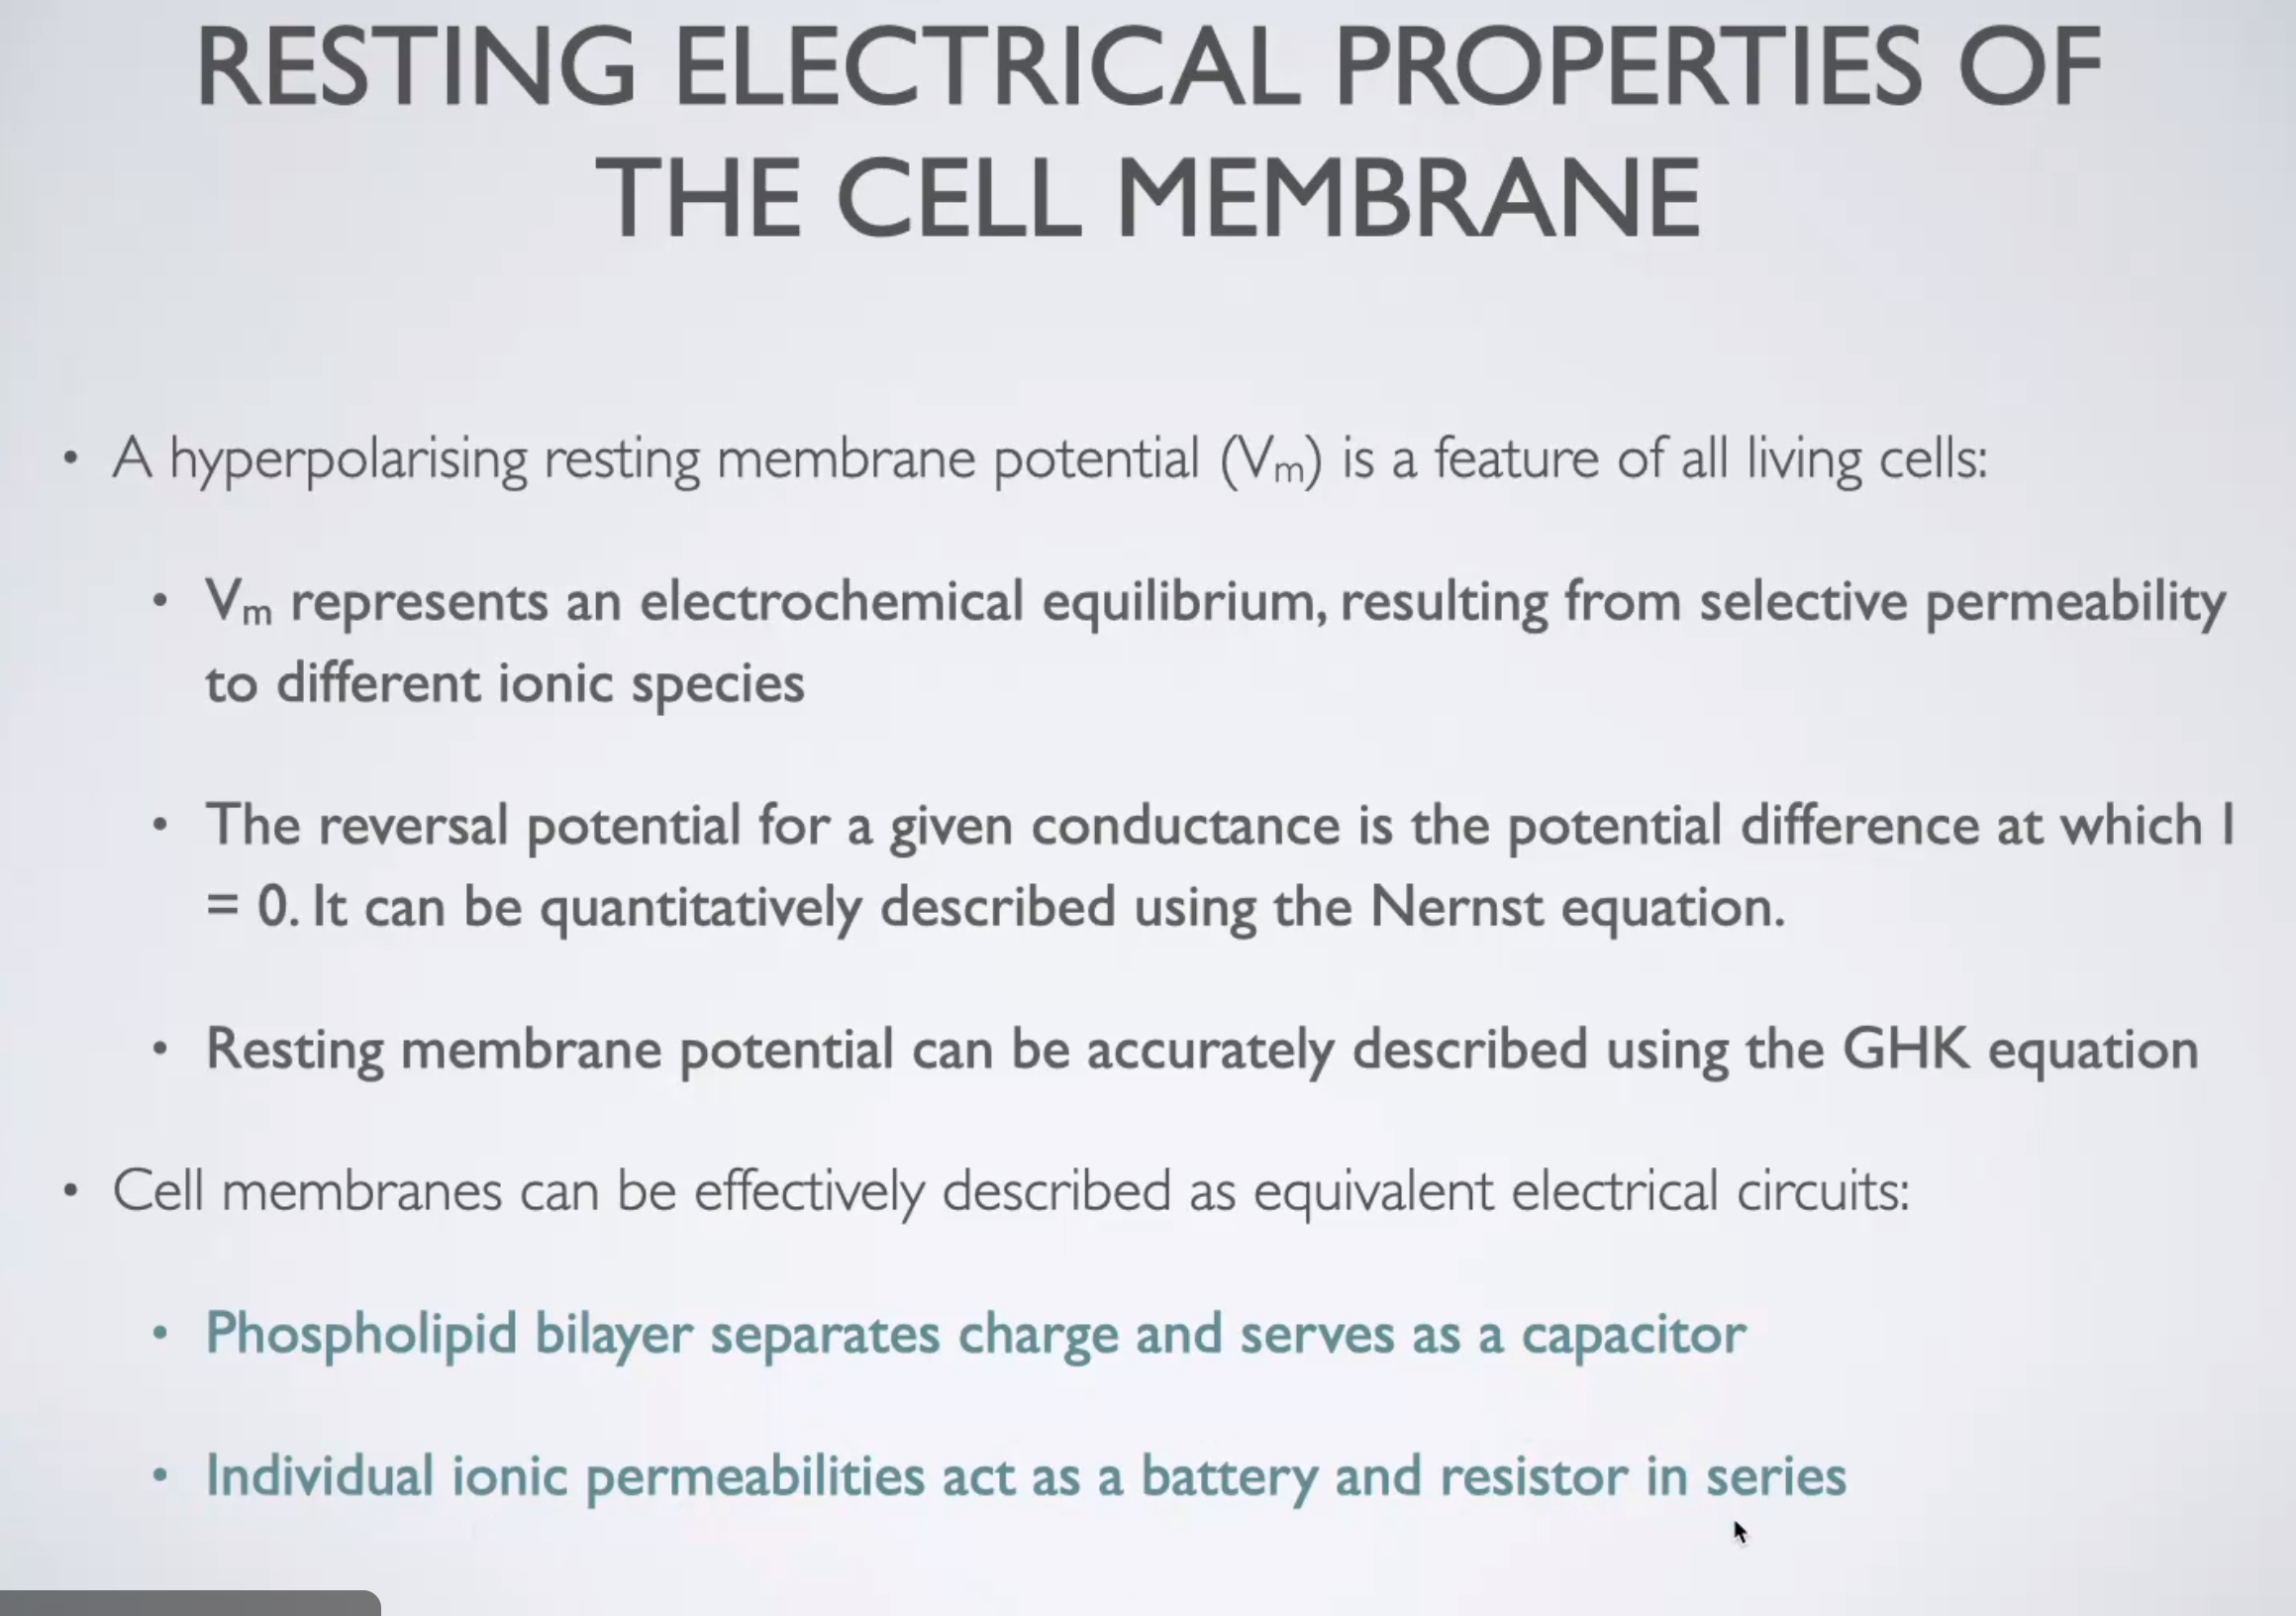 RESTING ELECTRICAL PROPERTIES OF
THE CELL MEMBRANE
• A hyperpolarising resting membrane potential (Vm) is a feature of all living cells:
• Vm represents an electrochemical equilibrium, resulting from selective permeability
to different ionic species
• The reversal potential for a given conductance is the potential difference at which I
= 0. It can be quantitatively described using the Nernst equation.
• Resting membrane potential can be accurately described using the GHK equation
• Cell membranes can be effectively described as equivalent electrical circuits:
• Phospholipid bilayer separates charge and serves as a capacitor
• Individual ionic permeabilities act as a battery and resistor in series